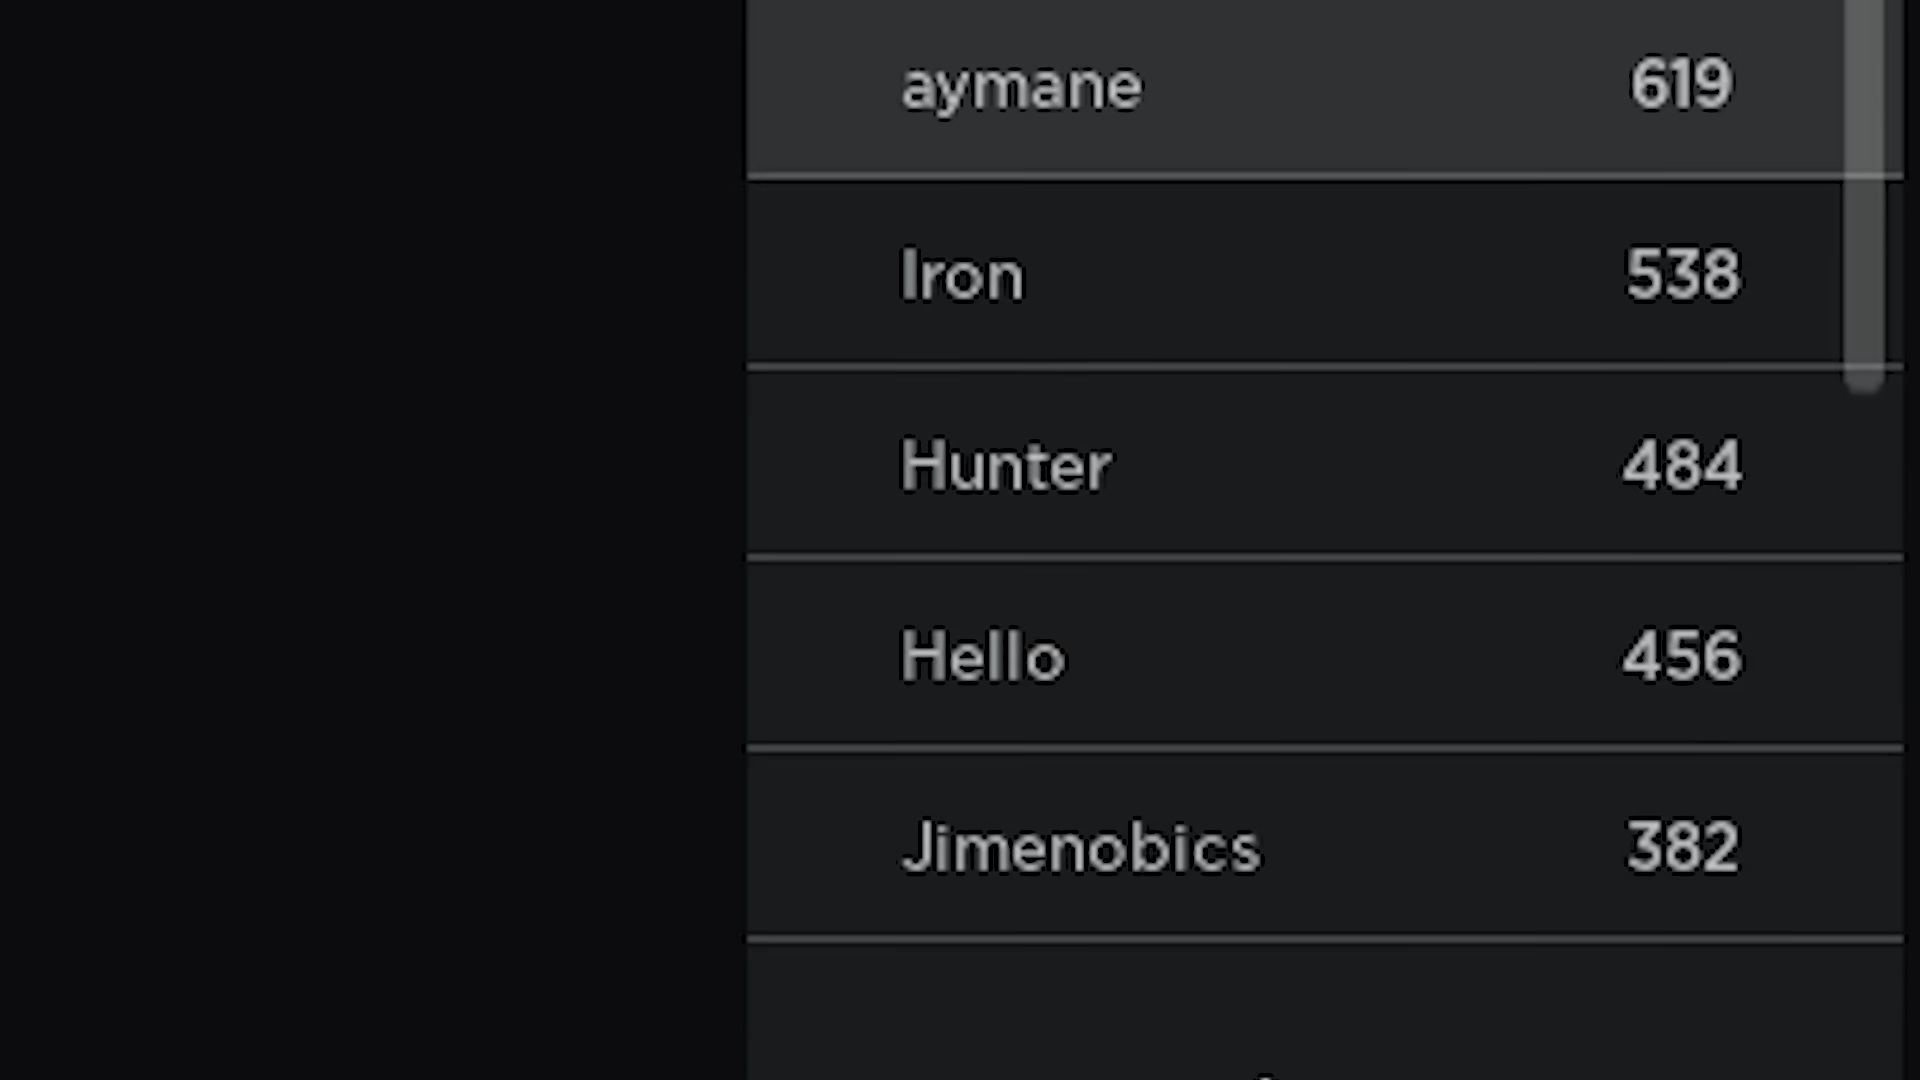 aymane 619
Iron 538
Hunter 484
Hello 456
Jimenobics 382